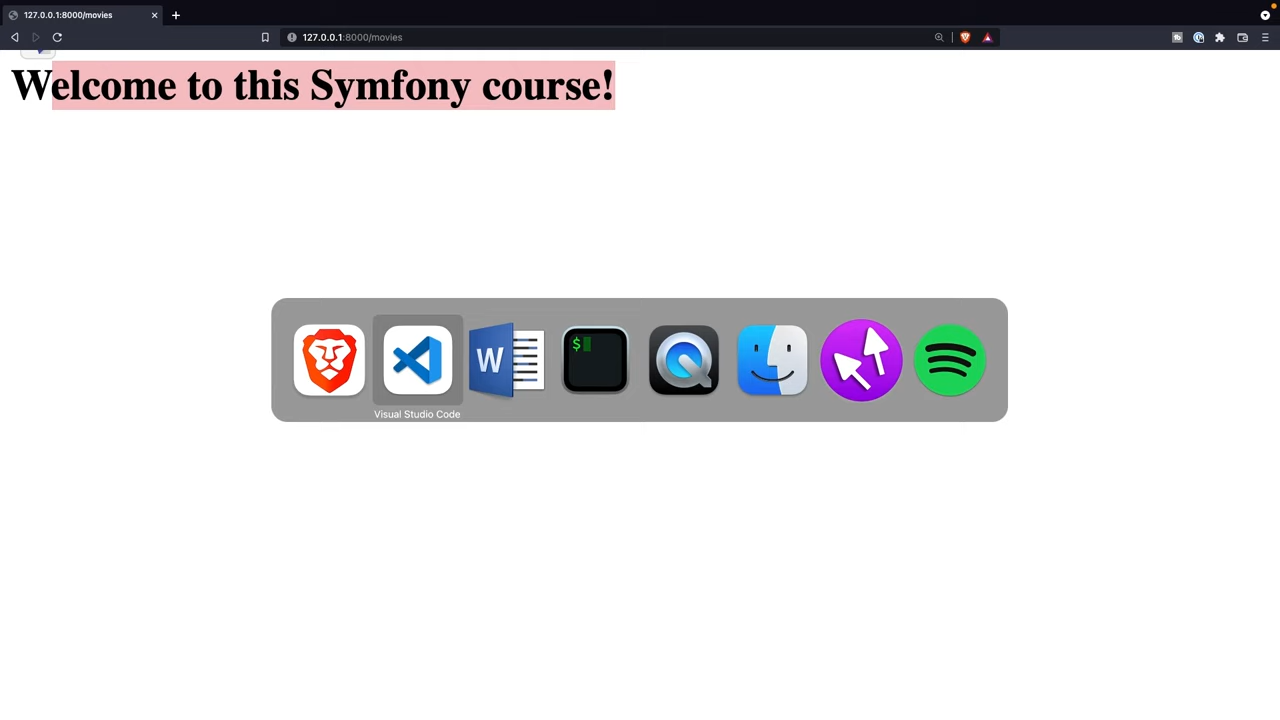 127.0.0.1:8000/movies
127.0.0.1:8000/movies
Welcome to this Symfony course!
W
$
Visual Studio Code